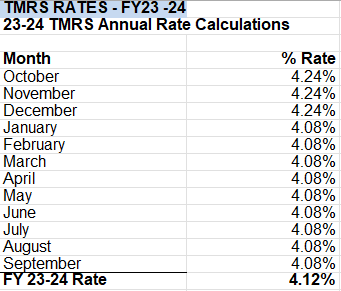 TMRS RATES - FY23 -24
23-24 TMRS Annual Rate Calculations
Month % Rate
October 4.24%
November 4.24%
December 4.24%
January 4.08%
February 4.08%
March 4.08%
April 4.08%
May 4.08%
June 4.08%
July 4.08%
August 4.08%
September 4.08%
FY 23-24 Rate 4.12%